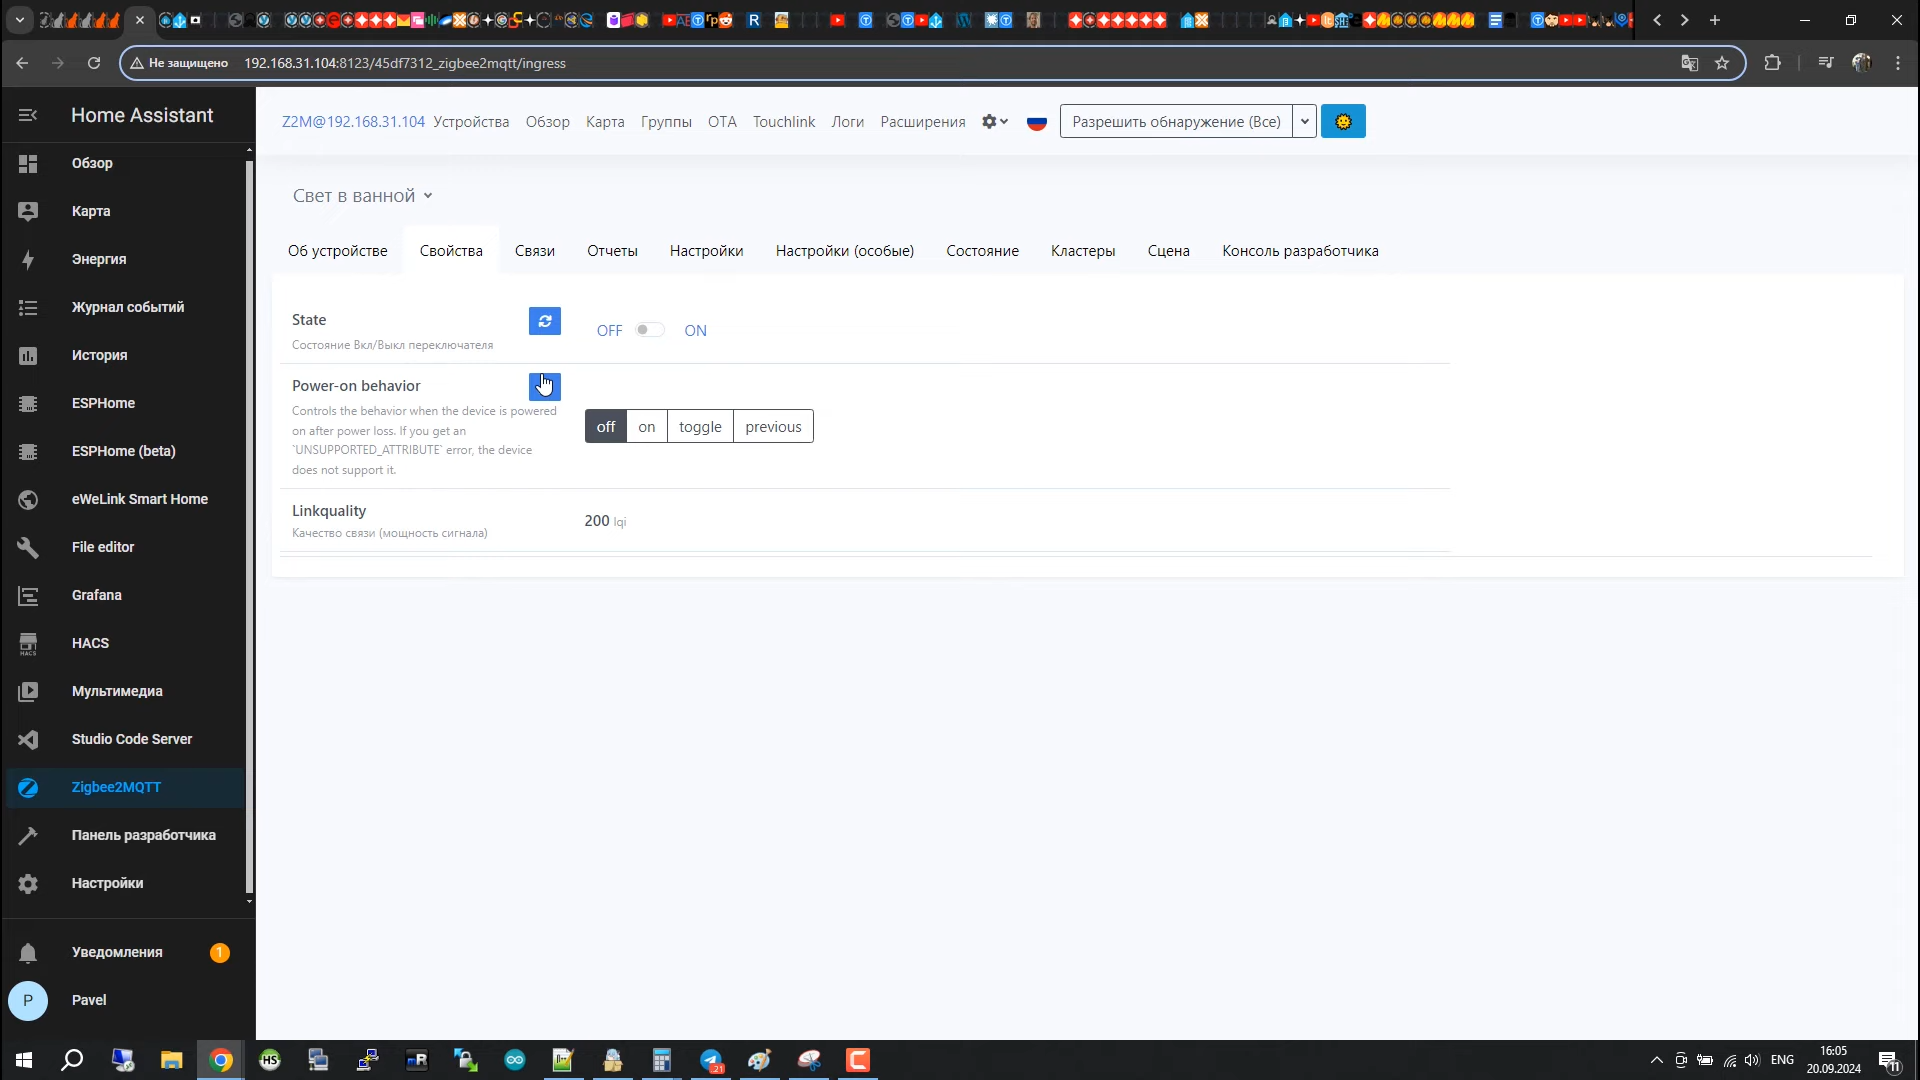 Не защищено
192.168.31.104:8123/45df7312_zigbee2mqtt/ingress
Home Assistant
Обзор
Карта
Энергия
Журнал событий
История
ESPHome
ESPHome (beta)
eWeLink Smart Home
File editor
Grafana
HACS
Мультимедиа
Studio Code Server
Zigbee2MQTT
Панель разработчика
Настройки
Уведомления
1
P
Pavel
Z2M@192.168.31.104 Устройства Обзор Карта Группы OTA Touchlink Логи Расширения
Разрешить обнаружение (Все)
Свет в ванной
Об устройстве Свойства Связи Отчеты Настройки Настройки (особые) Состояние Кластеры Сцена Консоль разработчика
State
Состояние Вкл/Выкл переключателя
OFF ON
Power-on behavior
Controls the behavior when the device is powered
on after power loss. If you get an
`UNSUPPORTED_ATTRIBUTE` error, the device
does not support it.
off on toggle previous
Linkquality
Качество связи (мощность сигнала)
200 lqi
ENG
16:05
20.09.2024
11